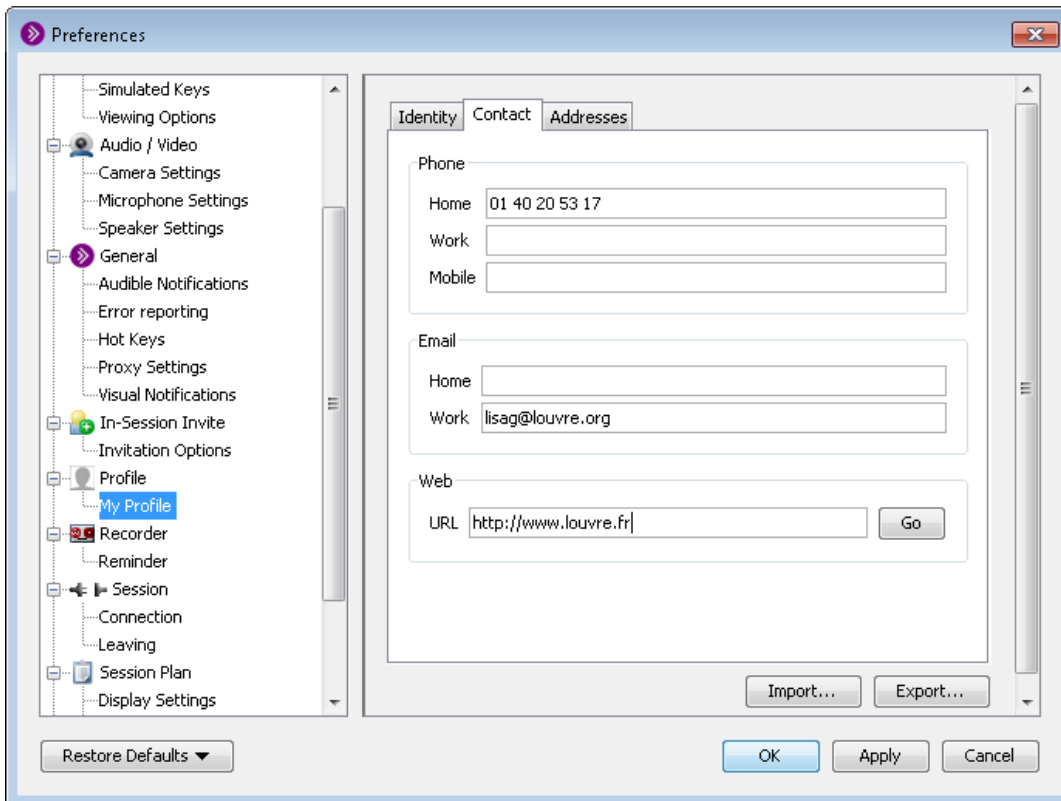 Preferences
Simulated Keys
Viewing Options
Audio / Video
Camera Settings
Microphone Settings
Speaker Settings
General
Audible Notifications
Error reporting
Hot Keys
Proxy Settings
Visual Notifications
In-Session Invite
Invitation Options
Profile
My Profile
Recorder
Reminder
Session
Connection
Leaving
Session Plan
Display Settings
Identity Contact Addresses
Phone
Home 01 40 20 53 17
Work
Mobile
Email
Home
Work lisag@louvre.org
Web
URL http://www.louvre.fr Go
Import... Export...
Restore Defaults OK Apply Cancel